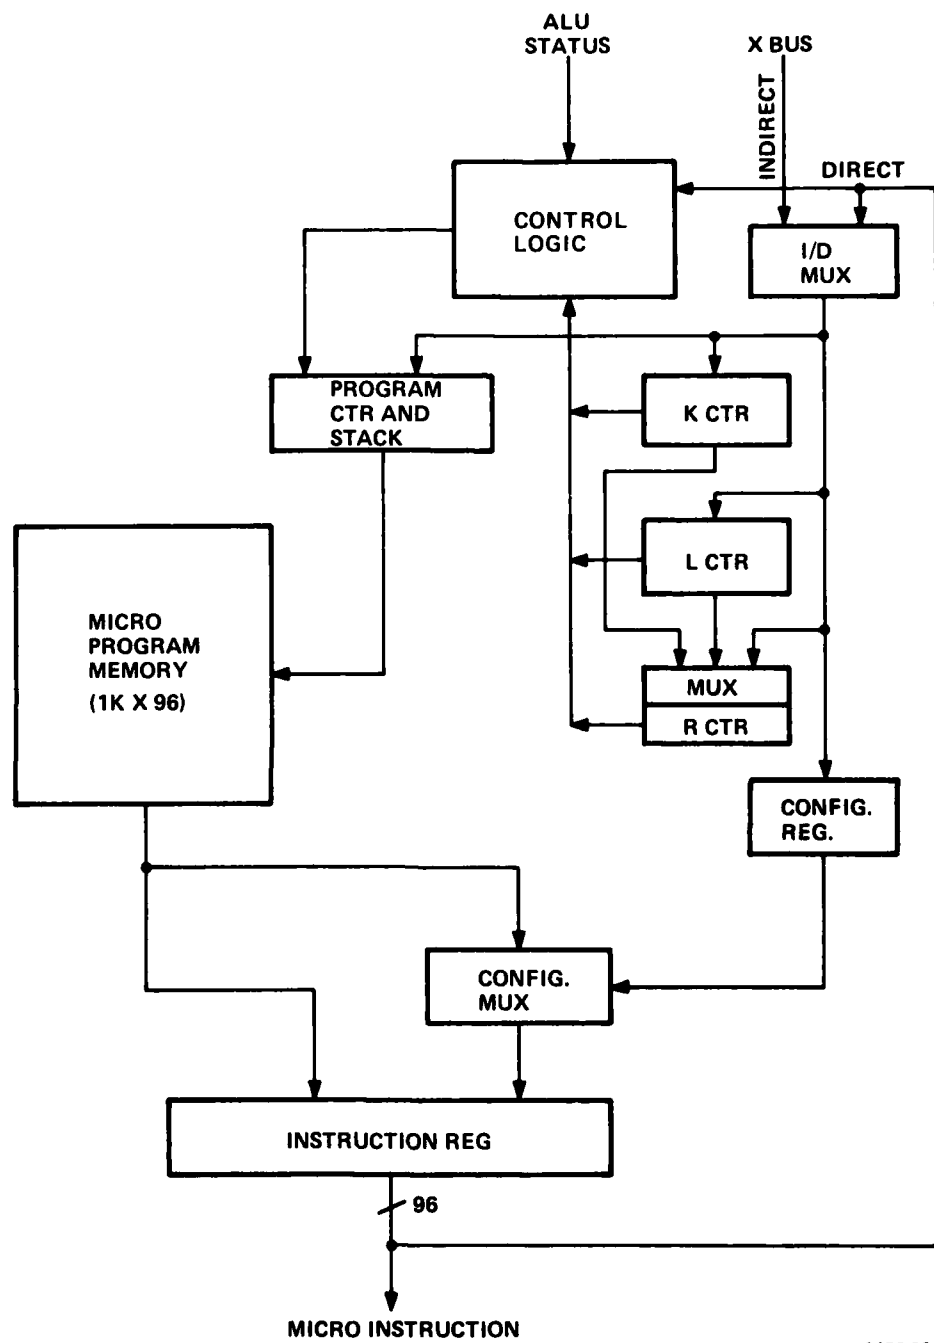 ALU
STATUS
X BUS
INDIRECT
DIRECT
CONTROL
LOGIC
I/D
MUX
PROGRAM
CTR AND
STACK
K CTR
L CTR
MICRO
PROGRAM
MEMORY
(1K X 96)
MUX
R CTR
CONFIG.
REG.
CONFIG.
MUX
INSTRUCTION REG
96
MICRO INSTRUCTION